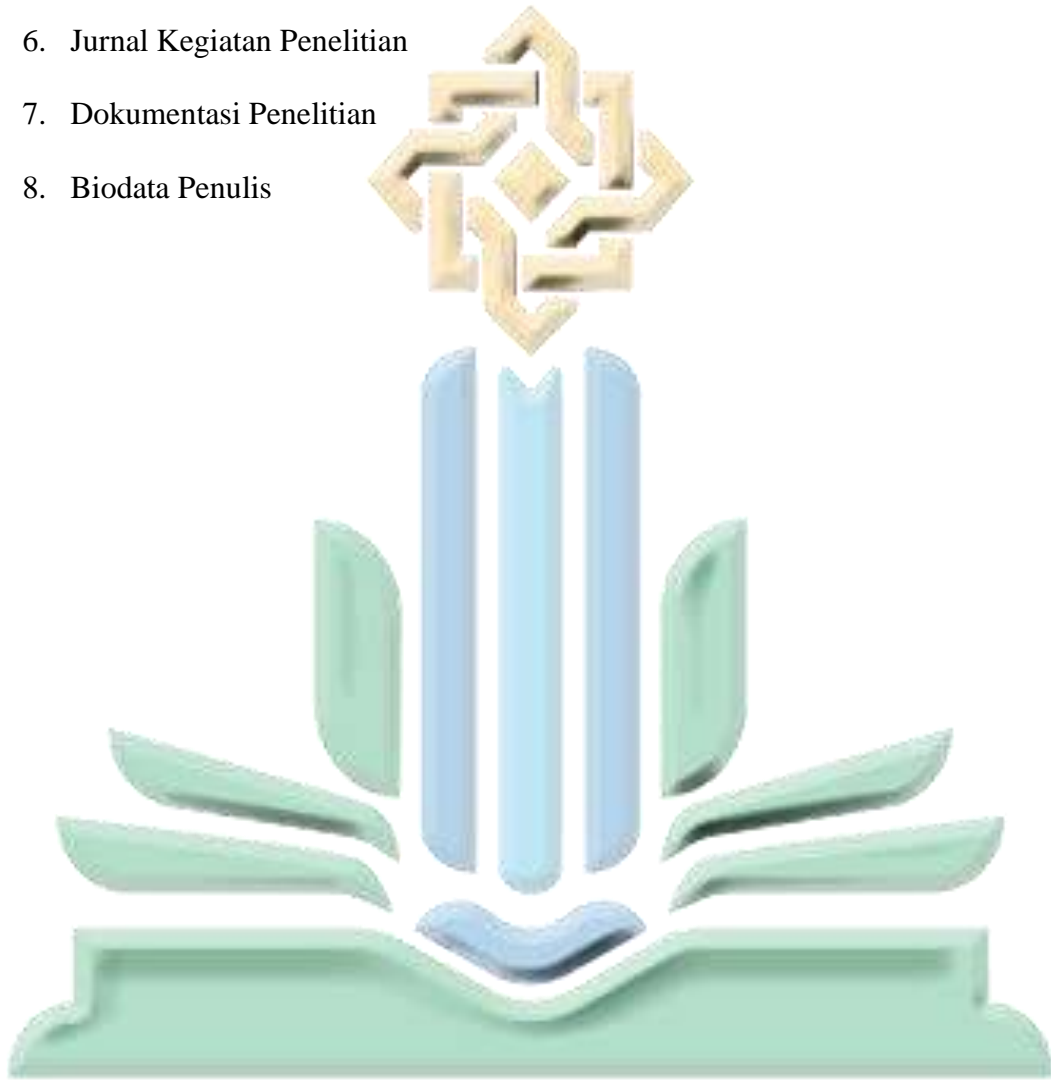 6. Jurnal Kegiatan Penelitian
7. Dokumentasi Penelitian
8. Biodata Penulis